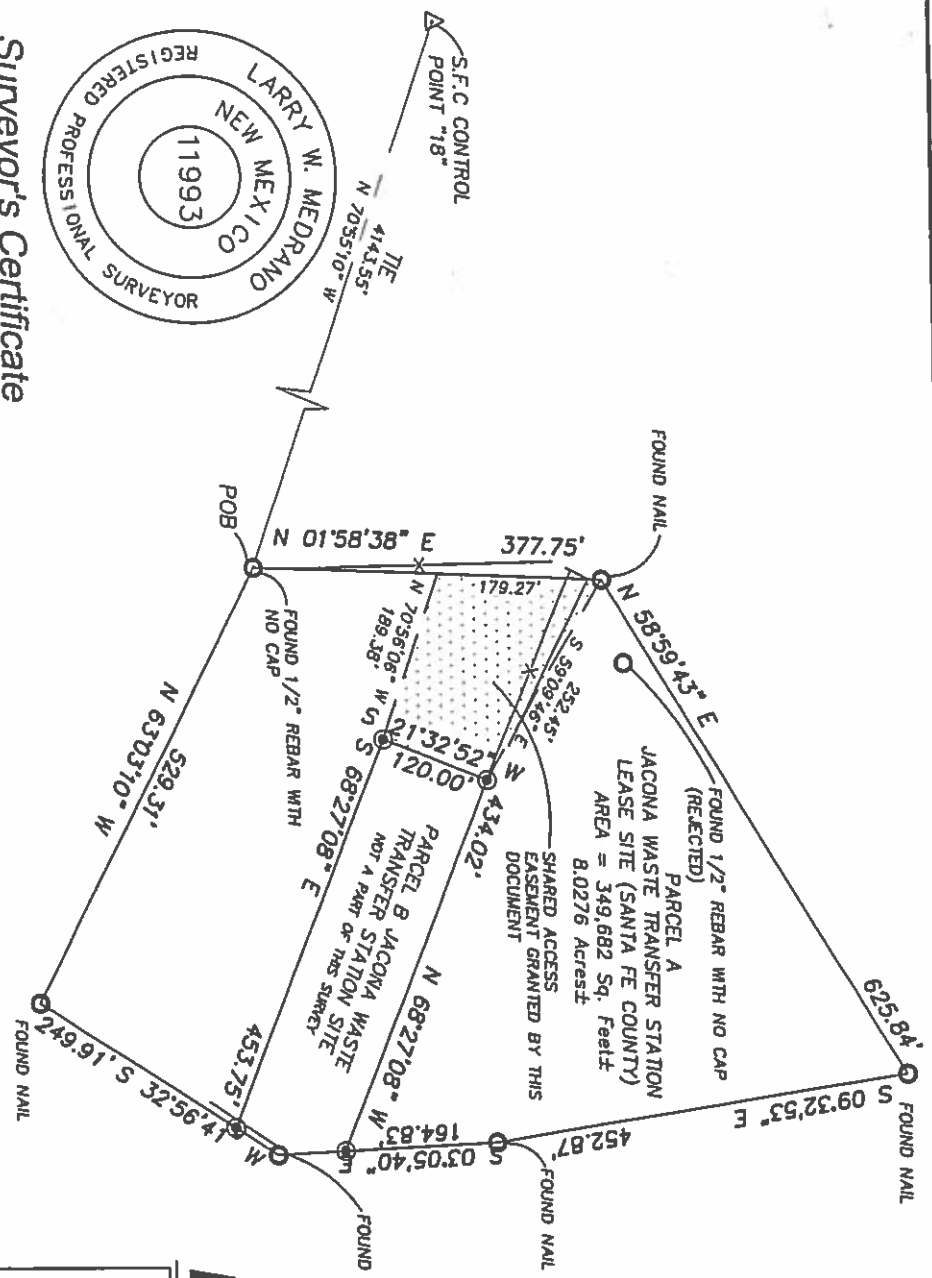 S.F.C CONTROL
POINT "18"
TIE
4143.55'
N 70°55'10" W
LARRY W. MEDRANO
NEW MEXICO
11993
REGISTERED PROFESSIONAL SURVEYOR
Surveyor's Certificate
FOUND NAIL
N 01°58'38" E
377.75'
POB
FOUND 1/2" REBAR WITH
NO CAP
179.27'
N 70°56'06" W
189.38'
S 59°09'46" E
252.45'
S 21°32'52" W
120.00'
N 58°59'43" E
625.84'
FOUND 1/2" REBAR WITH NO CAP
(REJECTED)
PARCEL A
JACONA WASTE TRANSFER STATION
LEASE SITE (SANTA FE COUNTY)
AREA = 349,682 Sq. Feet±
8.0276 Acres±
SHARED ACCESS
EASEMENT GRANTED BY THIS
DOCUMENT
434.02'
N 68°27'08" W
PARCEL B JACONA WASTE
TRANSFER STATION SITE
NOT A PART OF THIS SURVEY
S 68°27'08" E
453.75'
N 63°03'10" W
529.31'
FOUND NAIL
S 09°32'53" E
452.87'
FOUND NAIL
S 03°05'40" E
164.83'
FOUND
249.91' S 32°56'41 W
FOUND NAIL